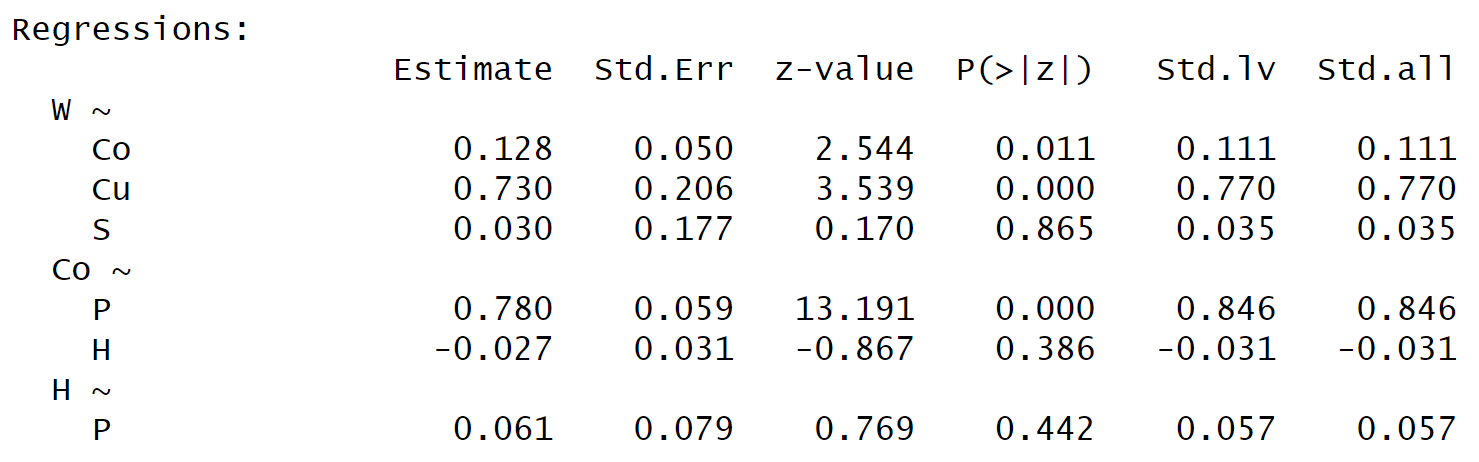 Regressions:
Estimate Std.Err z-value P(>|z|) Std.lv Std.all
W ~
Co 0.128 0.050 2.544 0.011 0.111 0.111
Cu 0.730 0.206 3.539 0.000 0.770 0.770
S 0.030 0.177 0.170 0.865 0.035 0.035
Co ~
P 0.780 0.059 13.191 0.000 0.846 0.846
H -0.027 0.031 -0.867 0.386 -0.031 -0.031
H ~
P 0.061 0.079 0.769 0.442 0.057 0.057